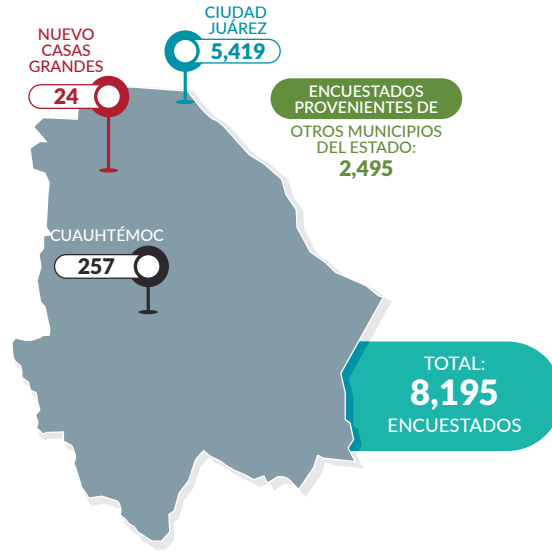 CIUDAD
JUÁREZ
5,419
NUEVO
CASAS
GRANDES
24
ENCUESTADOS
PROVENIENTES DE
OTROS MUNICIPIOS
DEL ESTADO:
2,495
CUAUHTÉMOC
257
TOTAL:
8,195
ENCUESTADOS